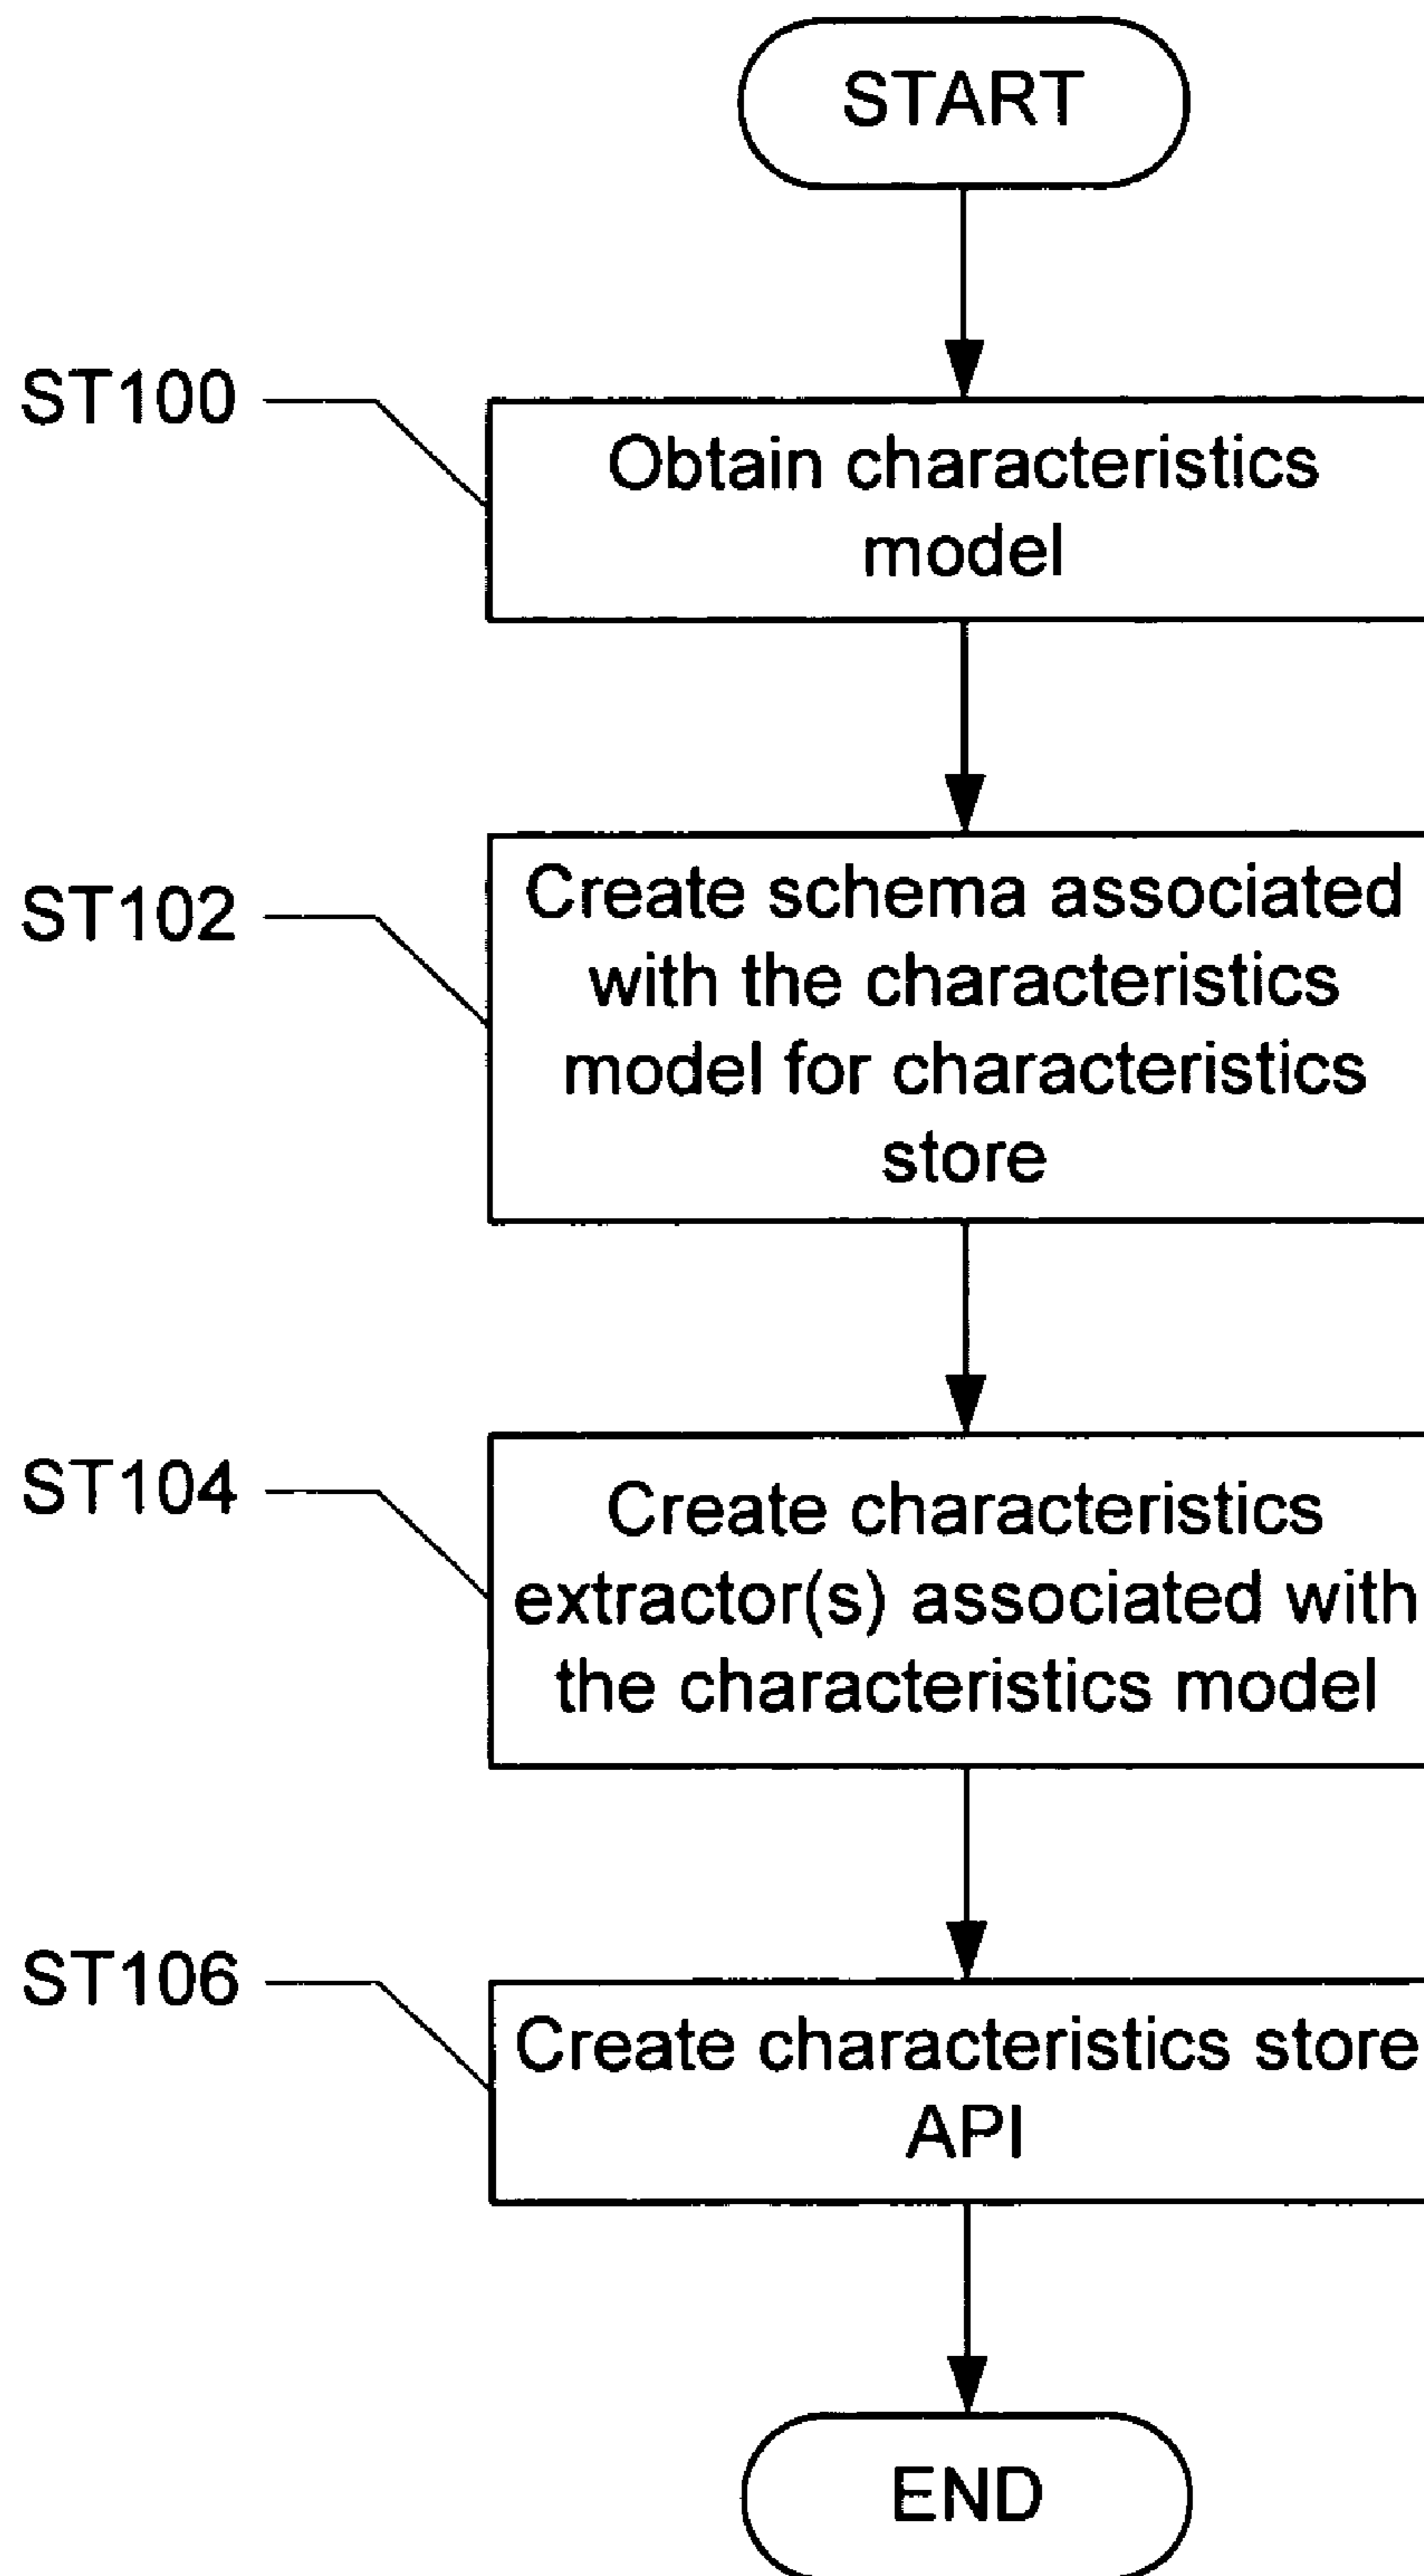 START
ST100
Obtain characteristics
model
ST102
Create schema associated
with the characteristics
model for characteristics
store
ST104
Create characteristics
extractor(s) associated with
the characteristics model
ST106
Create characteristics store
API
END